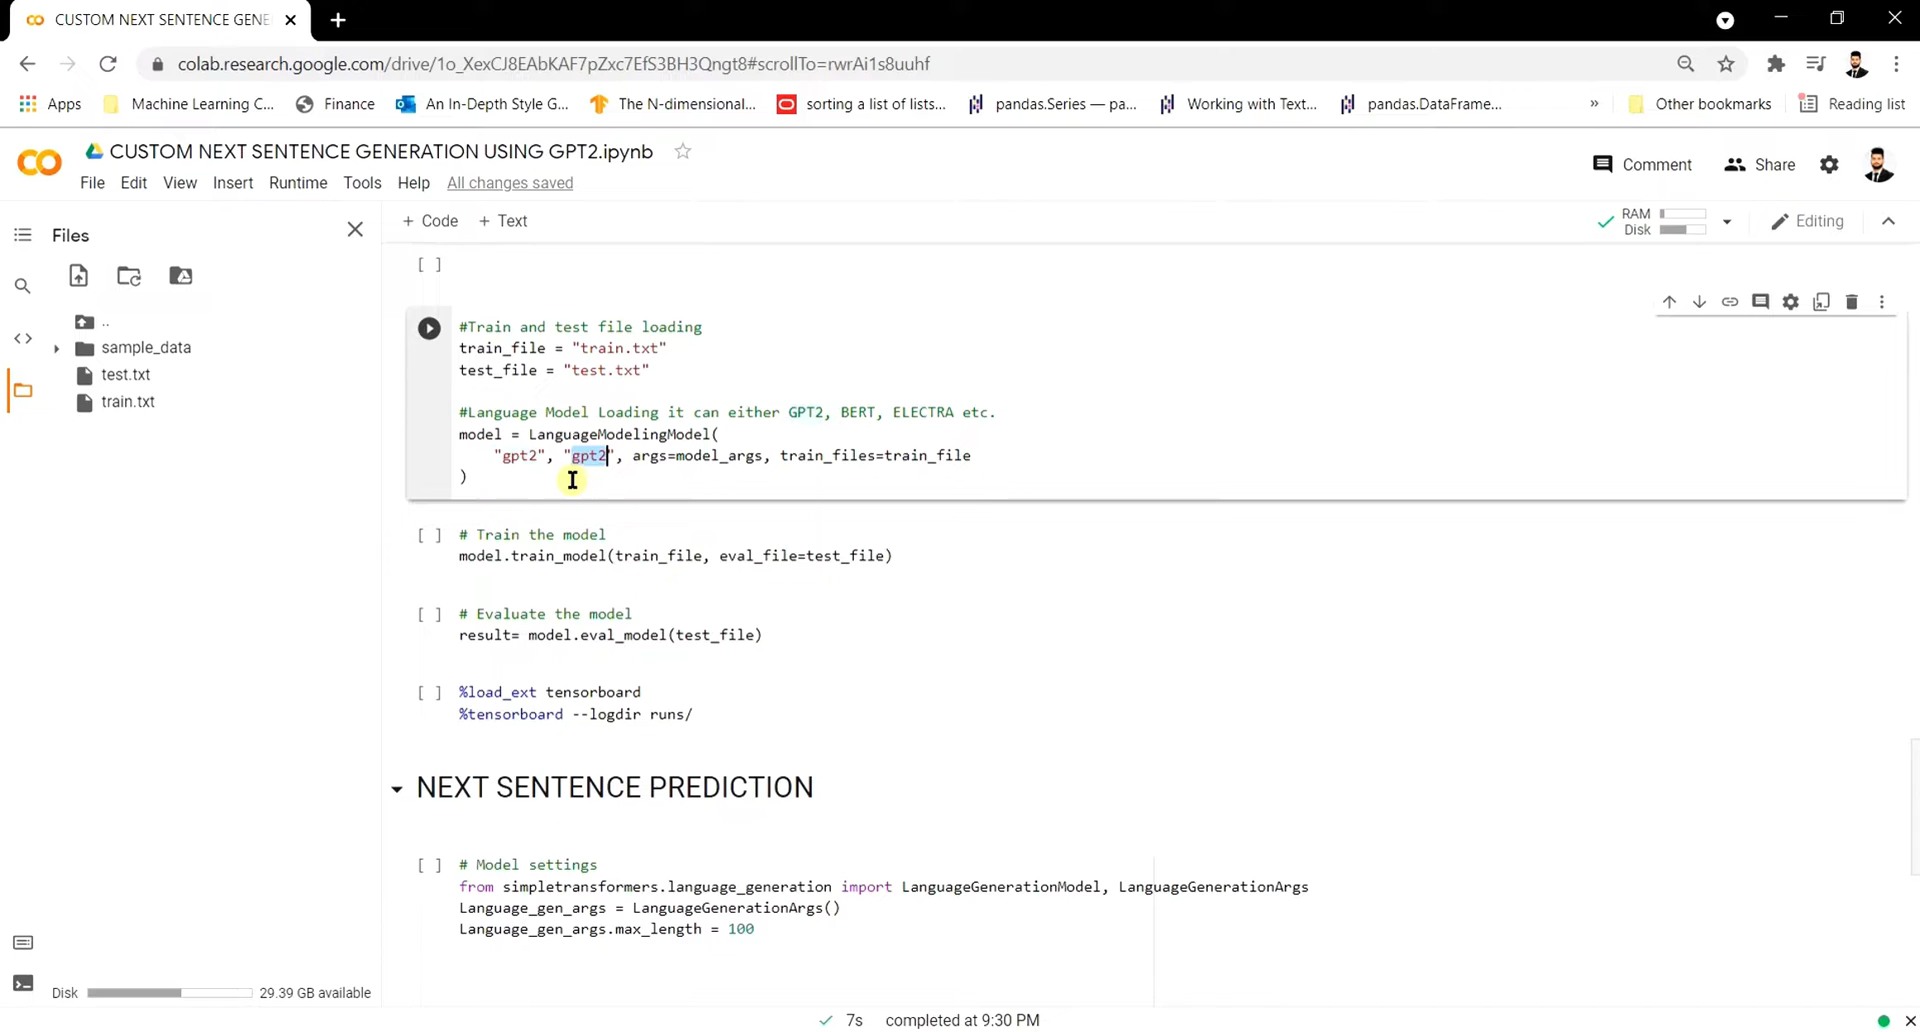 CUSTOM NEXT SENTENCE GENE
colab.research.google.com/drive/1o_XexCJ8EAbKAF7pZxc7EfS3BH3Qngt8#scrollTo=rwrAi1s8uuhf
Apps Machine Learning C... Finance An In-Depth Style G... The N-dimensional... sorting a list of lists... pandas.Series — pa... Working with Text... pandas.DataFrame... » Other bookmarks Reading list
CUSTOM NEXT SENTENCE GENERATION USING GPT2.ipynb
Comment Share
File Edit View Insert Runtime Tools Help All changes saved
Files
+ Code + Text
RAM
Disk
Editing
..
sample_data
test.txt
train.txt
[ ]
#Train and test file loading
train_file = "train.txt"
test_file = "test.txt"
#Language Model Loading it can either GPT2, BERT, ELECTRA etc.
model = LanguageModelingModel(
"gpt2", "gpt2", args=model_args, train_files=train_file
)
[ ] # Train the model
model.train_model(train_file, eval_file=test_file)
[ ] # Evaluate the model
result= model.eval_model(test_file)
[ ] %load_ext tensorboard
%tensorboard --logdir runs/
NEXT SENTENCE PREDICTION
[ ] # Model settings
from simpletransformers.language_generation import LanguageGenerationModel, LanguageGenerationArgs
Language_gen_args = LanguageGenerationArgs()
Language_gen_args.max_length = 100
Disk 29.39 GB available
7s completed at 9:30 PM